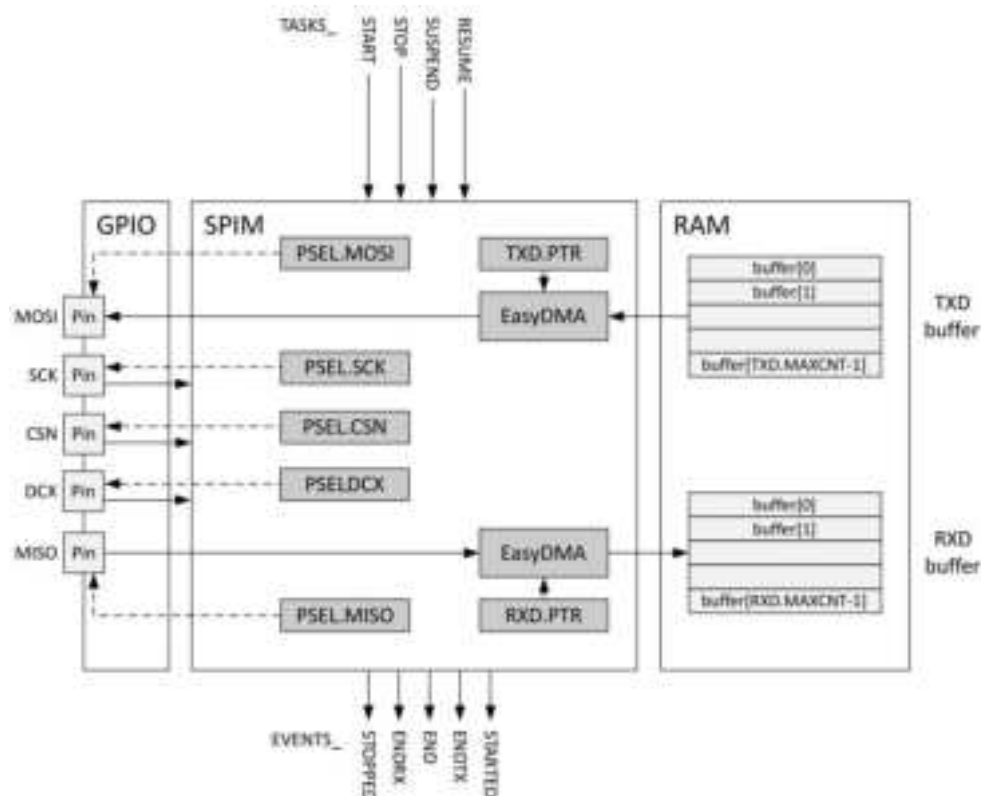 TASKS_
START
STOP
SUSPEND
RESUME
GPIO
SPIM
RAM
PSEL.MOSI
TXD.PTR
buffer[0]
buffer[1]
TXD
buffer
MOSI
Pin
EasyDMA
buffer[TXD.MAXCNT-1]
SCK
Pin
PSEL.SCK
CSN
Pin
PSEL.CSN
DCX
Pin
PSELDCX
buffer[0]
buffer[1]
RXD
buffer
MISO
Pin
EasyDMA
buffer[RXD.MAXCNT-1]
PSEL.MISO
RXD.PTR
EVENTS_
STOPPED
ENDRX
END
ENDTX
STARTED